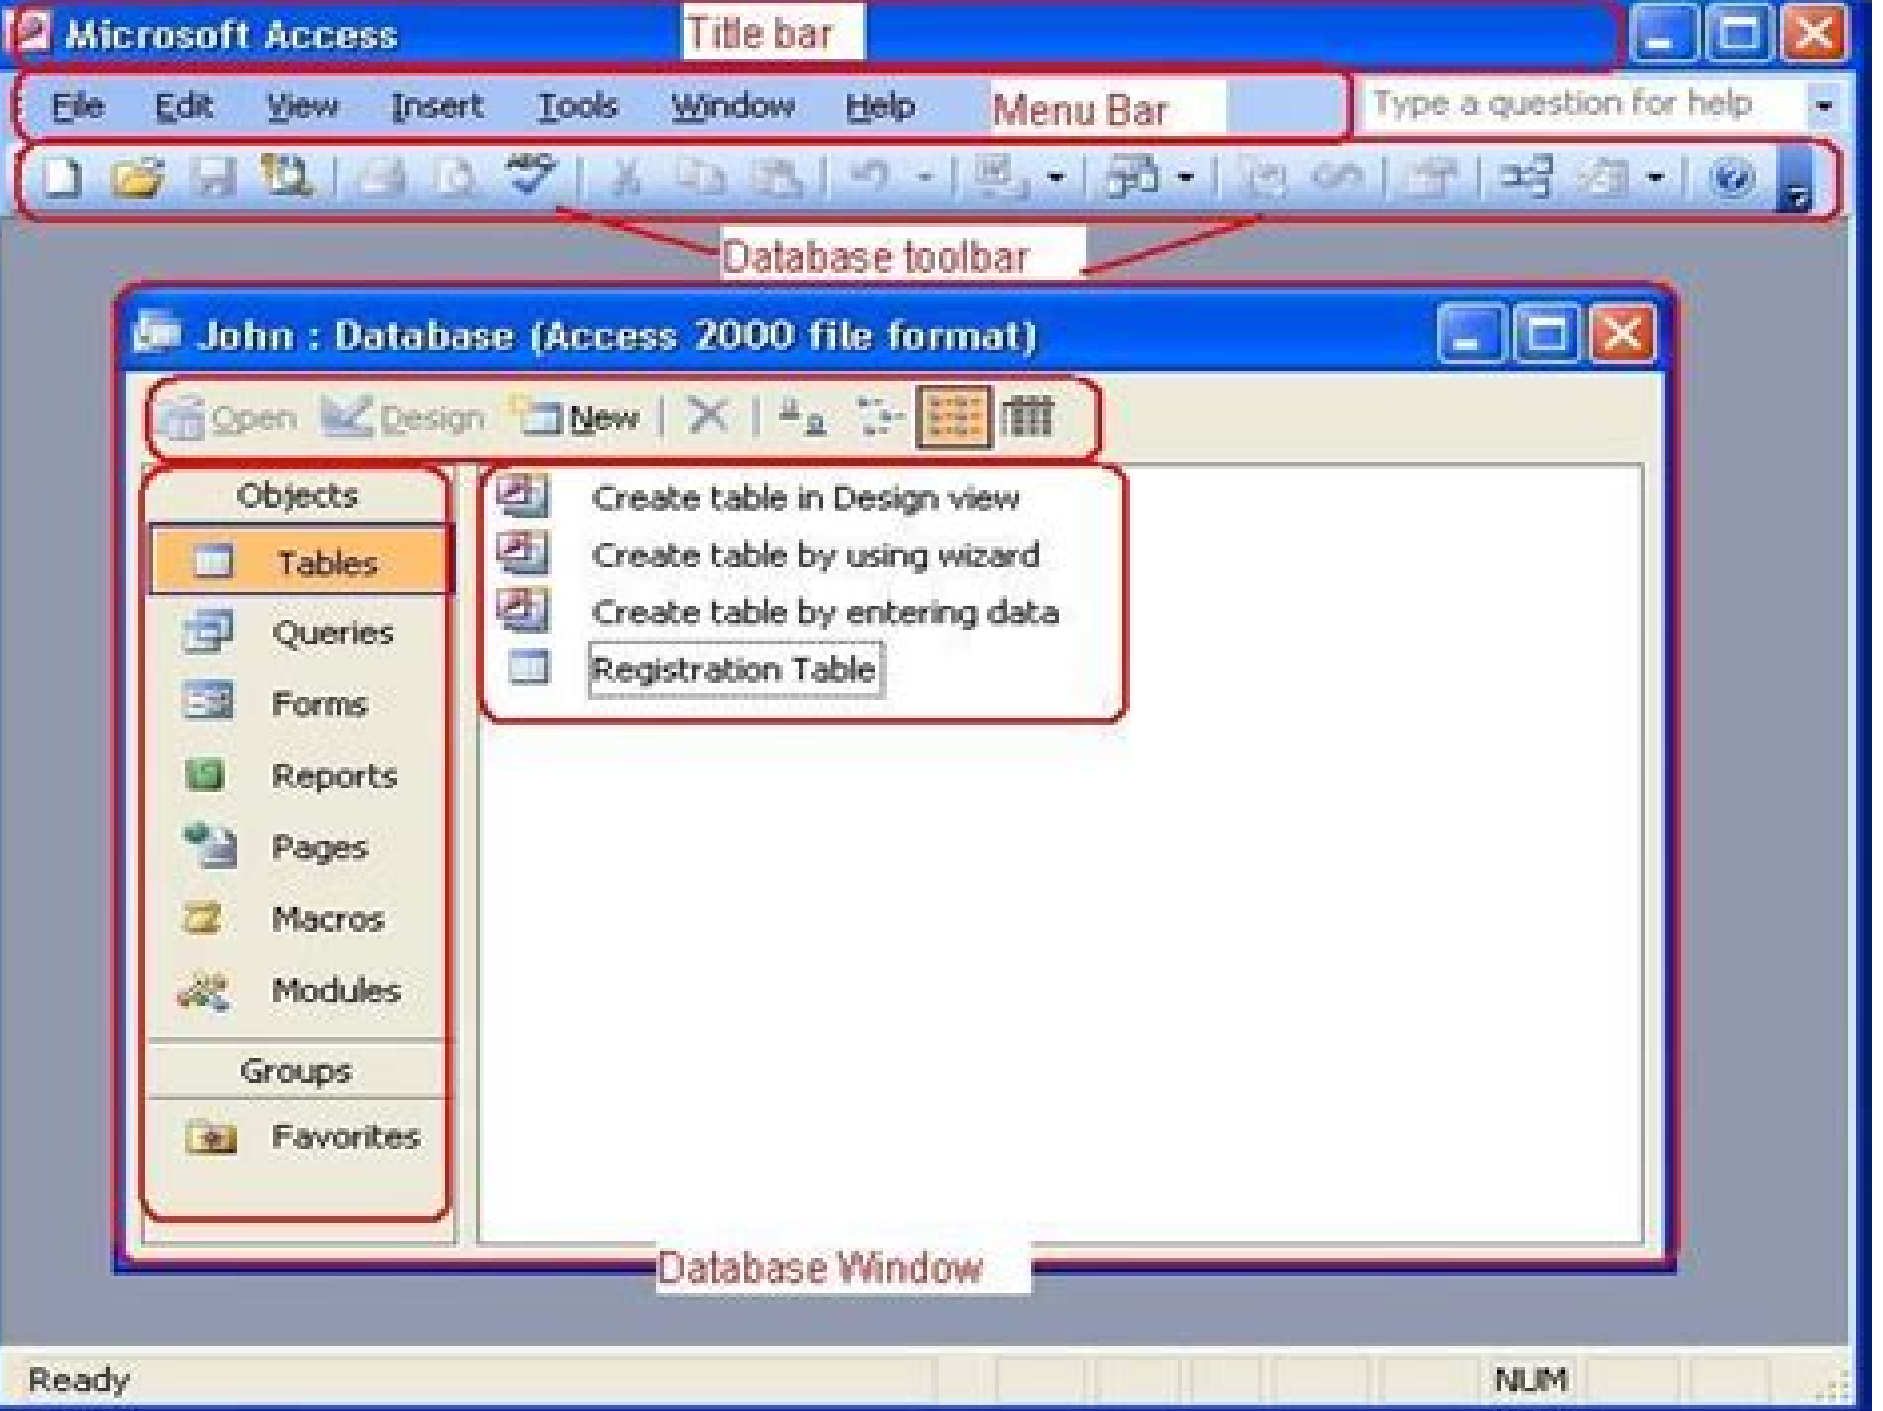 Microsoft Access Title bar
File Edit View Insert Tools Window Help Menu Bar Type a question for help
Database toolbar
John : Database (Access 2000 file format)
Open Design New
Objects
Tables
Queries
Forms
Reports
Pages
Macros
Modules
Groups
Favorites
Create table in Design view
Create table by using wizard
Create table by entering data
Registration Table
Database Window
Ready NUM